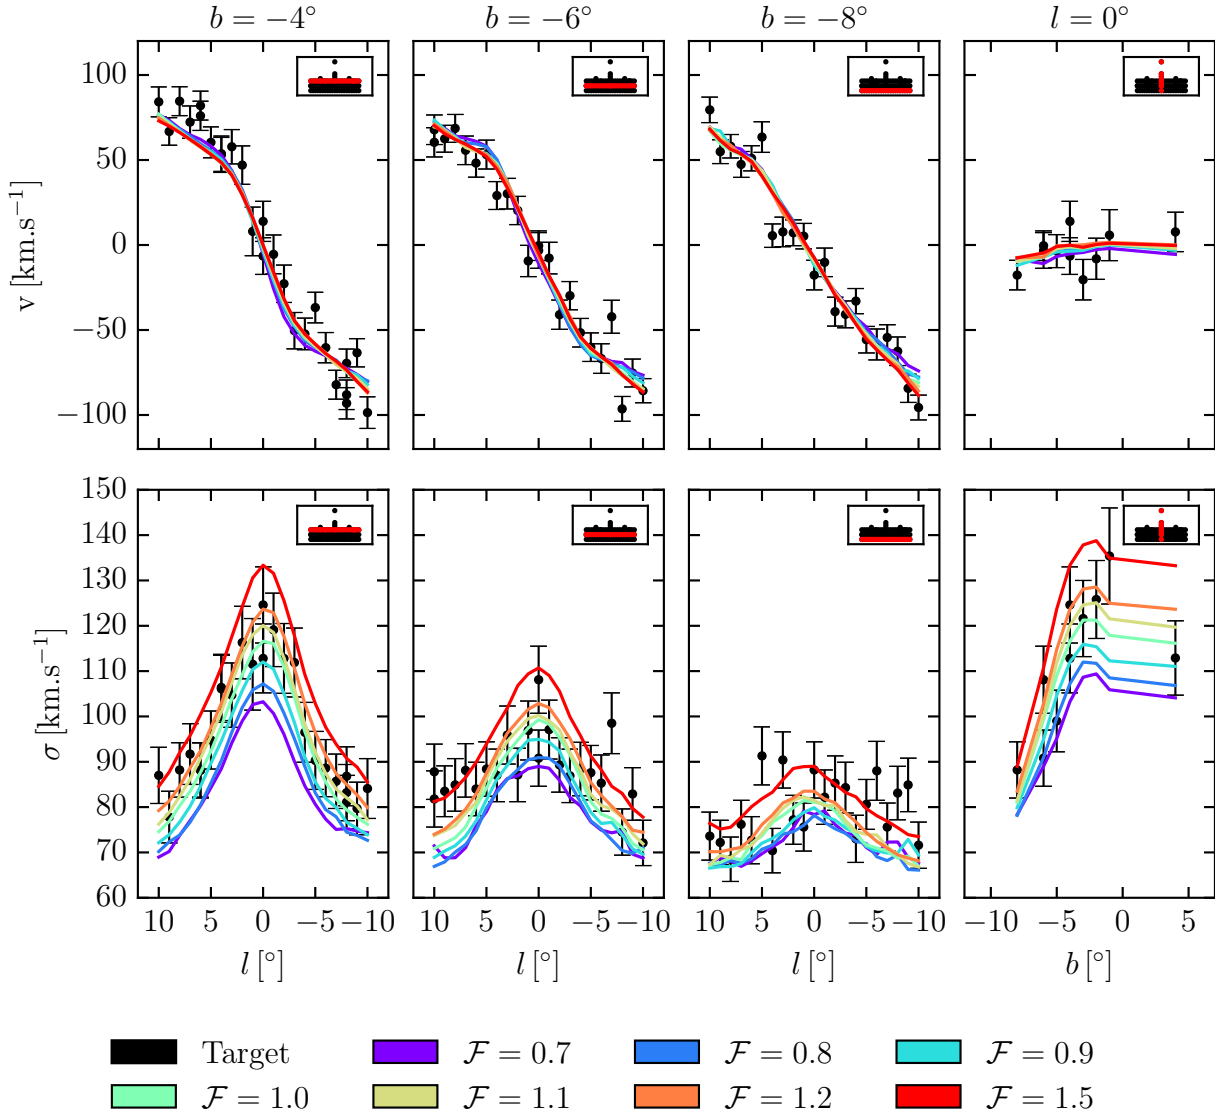 b = −4° b = −6° b = −8° l = 0°
100
50
0
−50
−100
v [km.s⁻¹]
150
140
130
120
110
100
90
80
70
60
σ [km.s⁻¹]
10 5 0 −5 −10 10 5 0 −5 −10 10 5 0 −5 −10 −10 −5 0 5
l [°] l [°] l [°] b [°]
Target ℱ = 0.7 ℱ = 0.8 ℱ = 0.9
ℱ = 1.0 ℱ = 1.1 ℱ = 1.2 ℱ = 1.5